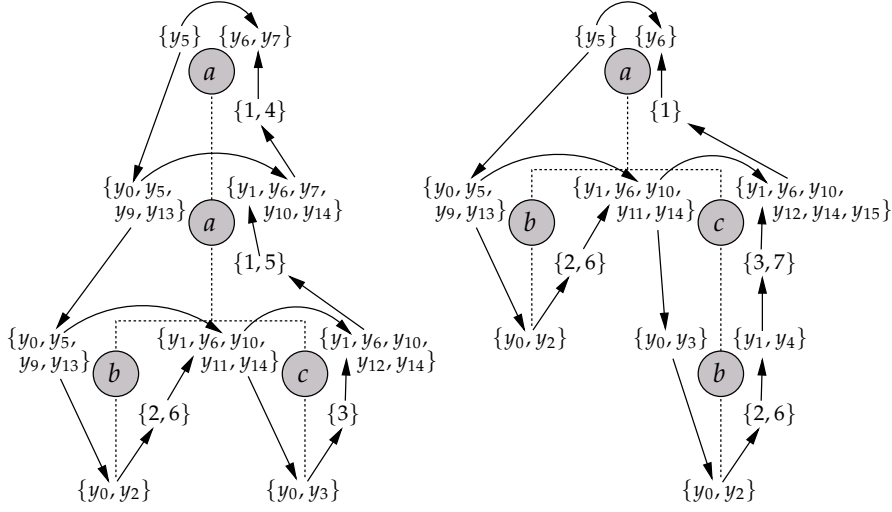 {y5} {y6, y7} {y5} {y6}
a a
{1, 4} {1}
{y0, y5, {y1, y6, y7, {y0, y5, {y1, y6, y10, {y1, y6, y10,
y9, y13} y10, y14} y9, y13} y11, y14} y12, y14, y15}
a b c
{1, 5} {2, 6} {3, 7}
{y0, y5, {y1, y6, y10, {y1, y6, y10, {y0, y2} {y0, y3} {y1, y4}
y9, y13} y11, y14} y12, y14}
b c b
{2, 6} {3} {2, 6}
{y0, y2} {y0, y3} {y0, y2}